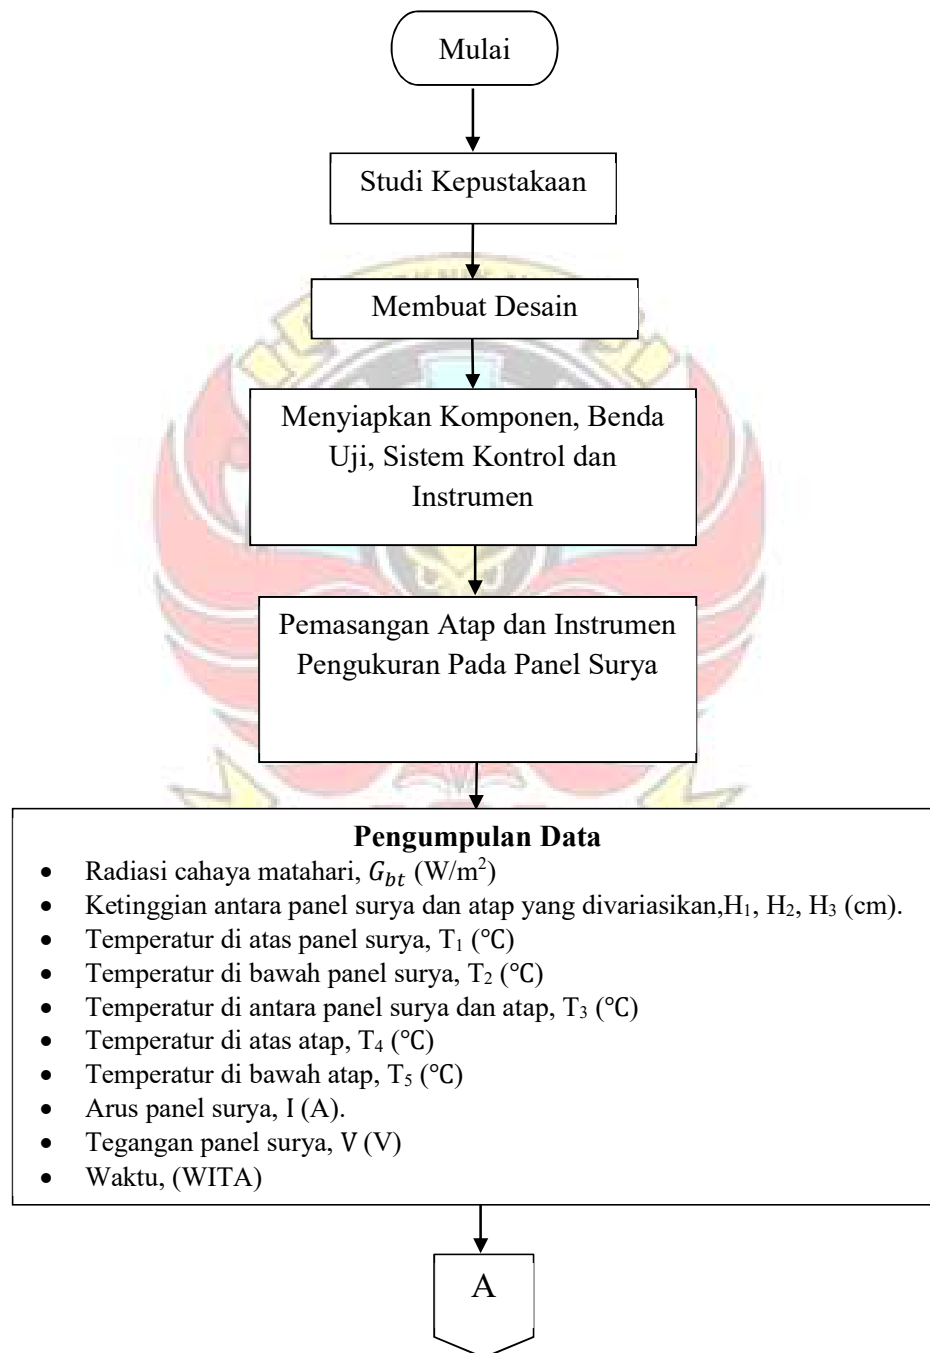 Mulai
Studi Kepustakaan
Membuat Desain
Menyiapkan Komponen, Benda
Uji, Sistem Kontrol dan
Instrumen
Pemasangan Atap dan Instrumen
Pengukuran Pada Panel Surya
Pengumpulan Data
• Radiasi cahaya matahari, G_bt (W/m²)
• Ketinggian antara panel surya dan atap yang divariasikan,H₁, H₂, H₃ (cm).
• Temperatur di atas panel surya, T₁ (℃)
• Temperatur di bawah panel surya, T₂ (℃)
• Temperatur di antara panel surya dan atap, T₃ (℃)
• Temperatur di atas atap, T₄ (℃)
• Temperatur di bawah atap, T₅ (℃)
• Arus panel surya, I (A).
• Tegangan panel surya, V (V)
• Waktu, (WITA)
A